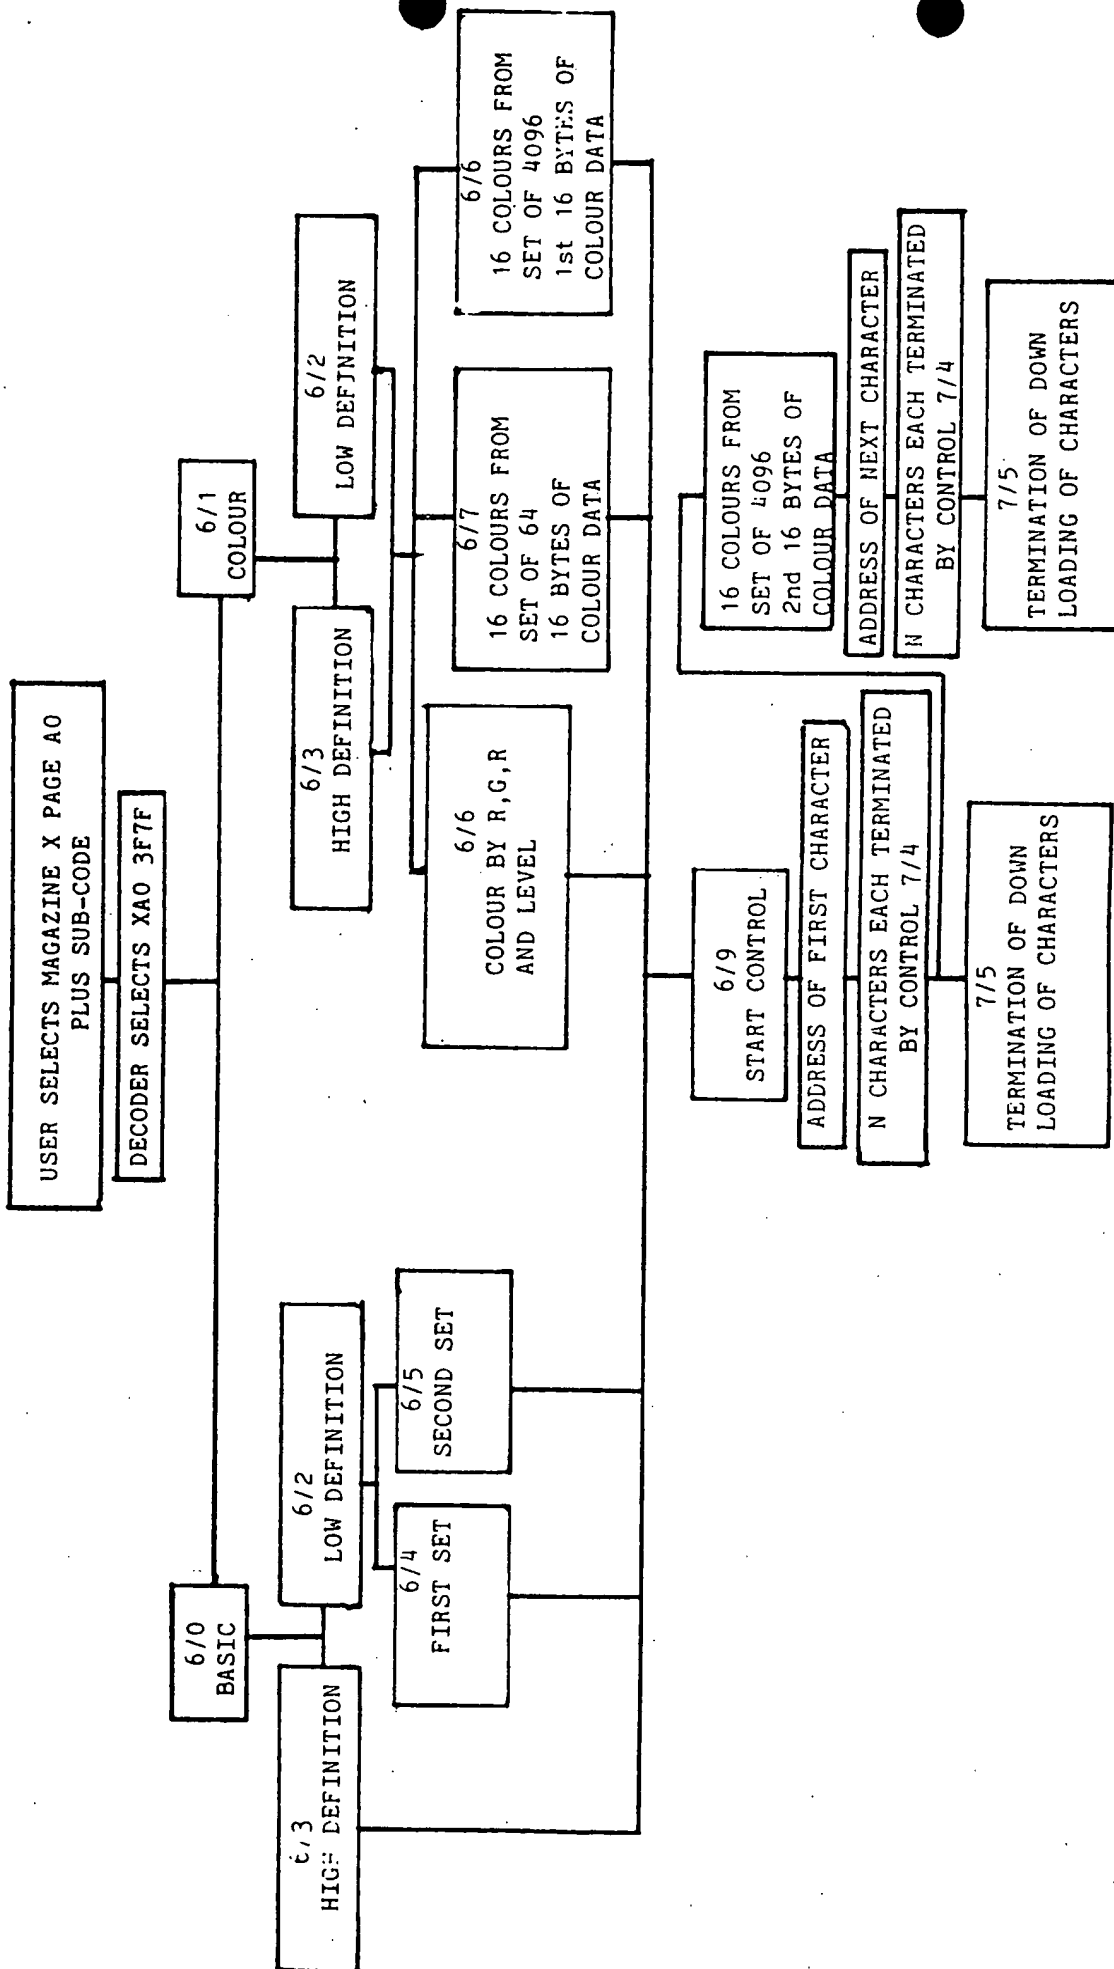 USER SELECTS MAGAZINE X PAGE A0
PLUS SUB-CODE
DECODER SELECTS XA0 3F7F
6/0
BASIC
6/1
COLOUR
6/3
HIGH DEFINITION
6/2
LOW DEFINITION
6/3
HIGH DEFINITION
6/2
LOW DEFINITION
6/4
FIRST SET
6/5
SECOND SET
6/6
COLOUR BY R,G,R
AND LEVEL
6/7
16 COLOURS FROM
SET OF 64
16 BYTES OF
COLOUR DATA
6/6
16 COLOURS FROM
SET OF 4096
1st 16 BYTES OF
COLOUR DATA
6/9
START CONTROL
ADDRESS OF FIRST CHARACTER
N CHARACTERS EACH TERMINATED
BY CONTROL 7/4
7/5
TERMINATION OF DOWN
LOADING OF CHARACTERS
16 COLOURS FROM
SET OF 4096
2nd 16 BYTES OF
COLOUR DATA
ADDRESS OF NEXT CHARACTER
N CHARACTERS EACH TERMINATED
BY CONTROL 7/4
7/5
TERMINATION OF DOWN
LOADING OF CHARACTERS